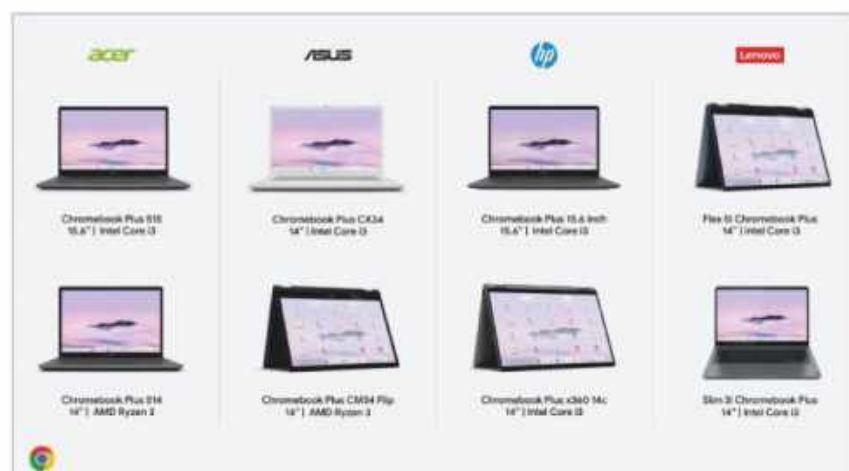 acer
ASUS
hp
Lenovo
Chromebook Plus 515
15.6" | Intel Core i3
Chromebook Plus CX34
14" | Intel Core i3
Chromebook Plus 15.6 inch
15.6" | Intel Core i3
Flex 5i Chromebook Plus
14" | Intel Core i3
Chromebook Plus 514
14" | AMD Ryzen 3
Chromebook Plus CM34 Flip
14" | AMD Ryzen 3
Chromebook Plus x360 14c
14" | Intel Core i3
Slim 3i Chromebook Plus
14" | Intel Core i3